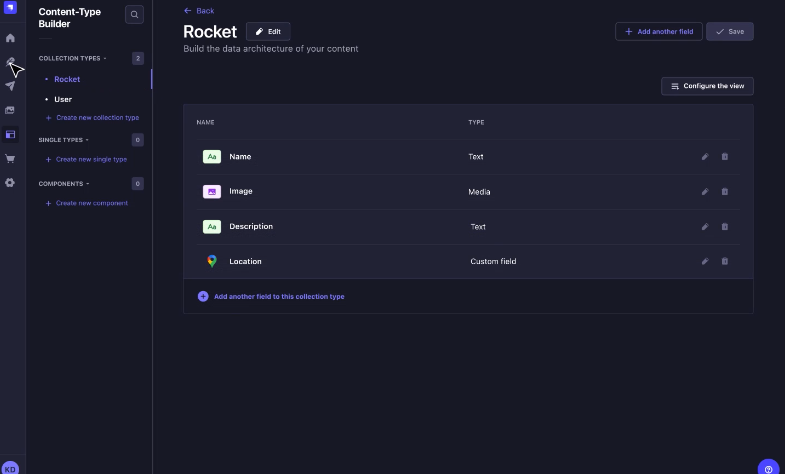 Content-Type
Builder
COLLECTION TYPES
2
Rocket
User
Create new collection type
SINGLE TYPES
0
Create new single type
COMPONENTS
0
Create new component
KD
Back
Rocket
Edit
Add another field
Save
Build the data architecture of your content
Configure the view
NAME TYPE
Aa Name Text
Image Media
Aa Description Text
Location Custom field
Add another field to this collection type